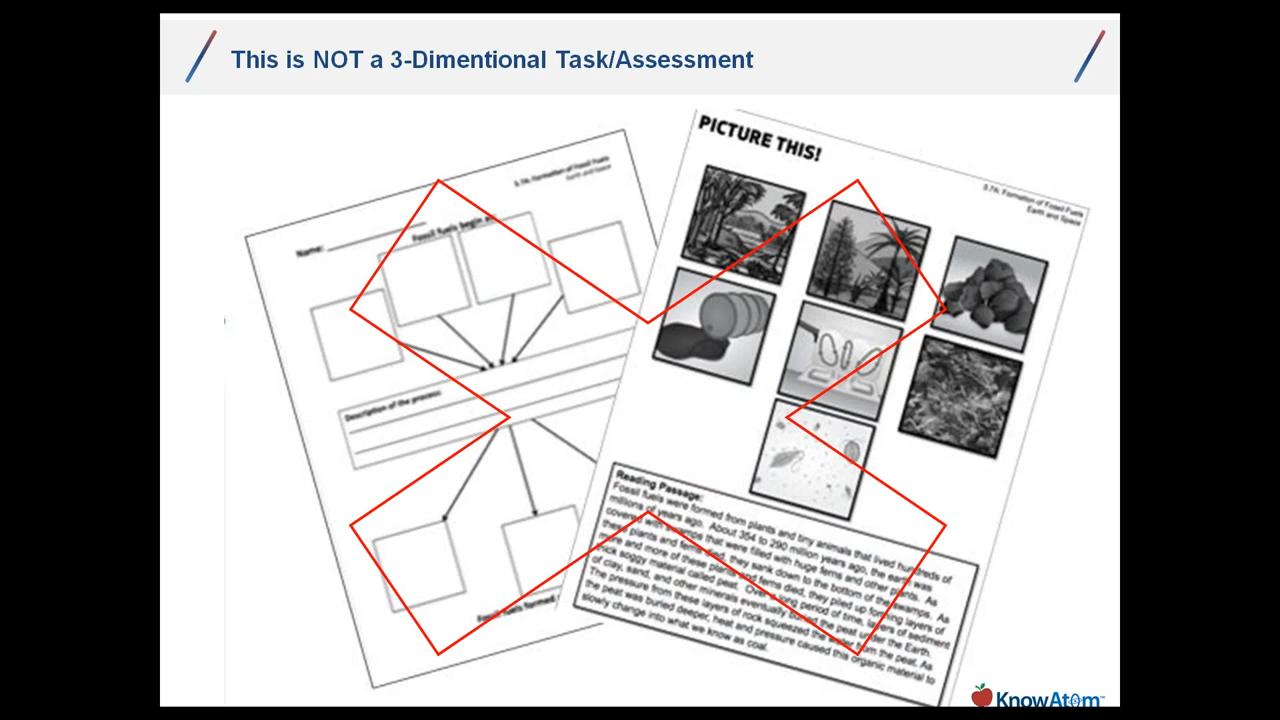 This is NOT a 3-Dimentional Task/Assessment
5.7A: Formation of Fossil Fuels
Earth and Space
Name:
Fossil fuels begin as:
Description of the process:
Fossil fuels formed
PICTURE THIS!
5.7A: Formation of Fossil Fuels
Earth and Space
Reading Passage:
Fossil fuels were formed from plants and tiny animals that lived hundreds of
millions of years ago. About 354 to 290 million years ago, the earth was
covered with swamps that were filled with huge ferns and other plants. As
these plants and ferns died, they sank down to the bottom of the swamps. As
more and more of these plants and ferns died, they piled up forming layers of
thick soggy material called peat. Over a long period of time, layers of sediment
of clay, sand, and other minerals eventually buried the peat under the Earth.
The pressure from these layers of rock squeezed the water from the peat. As
the peat was buried deeper, heat and pressure caused this organic material to
slowly change into what we know as coal.
KnowAtom